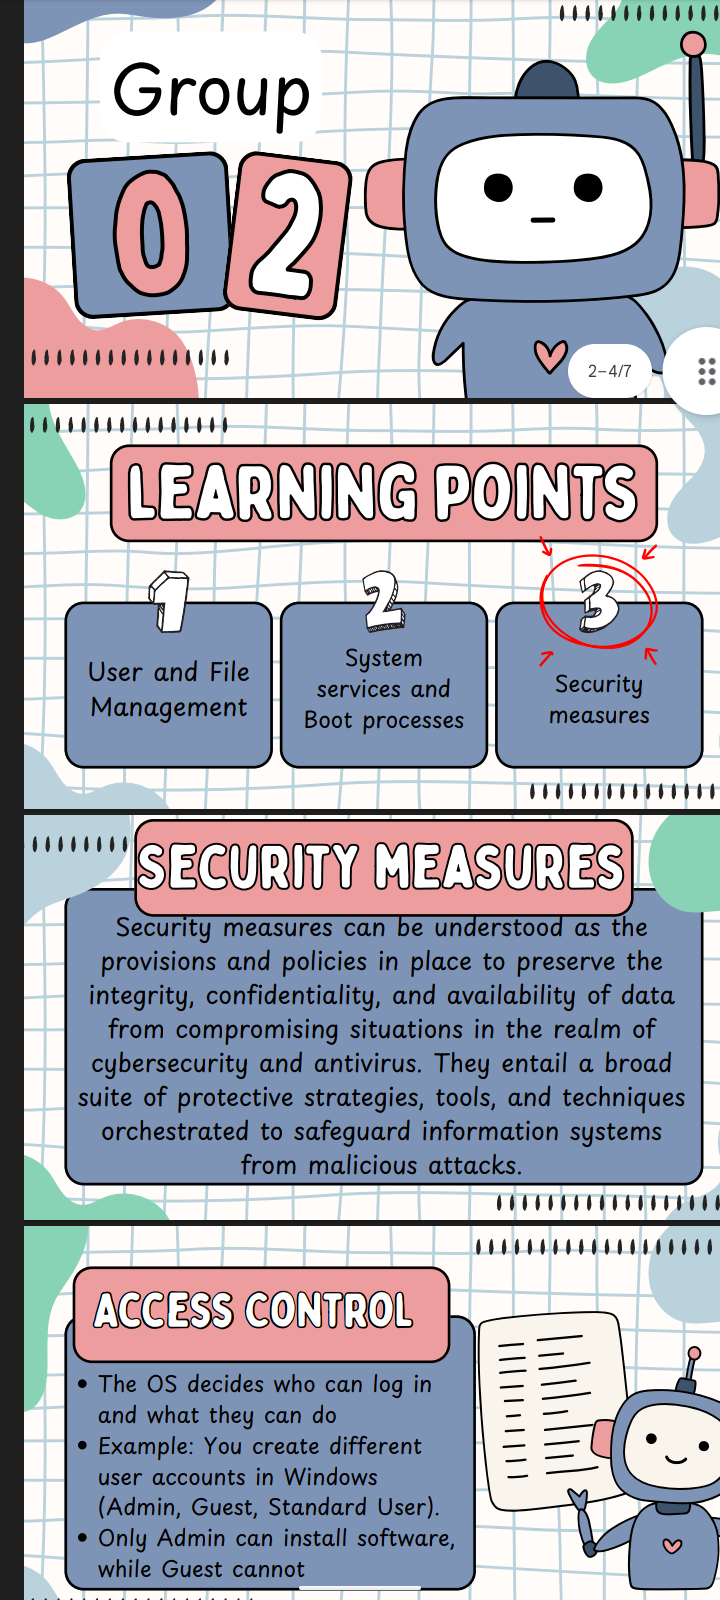 Group
02
2–4/7
LEARNING POINTS
1
User and File
Management
2
System
services and
Boot processes
3
Security
measures
SECURITY MEASURES
Security measures can be understood as the
provisions and policies in place to preserve the
integrity, confidentiality, and availability of data
from compromising situations in the realm of
cybersecurity and antivirus. They entail a broad
suite of protective strategies, tools, and techniques
orchestrated to safeguard information systems
from malicious attacks.
ACCESS CONTROL
• The OS decides who can log in
and what they can do
• Example: You create different
user accounts in Windows
(Admin, Guest, Standard User).
• Only Admin can install software,
while Guest cannot